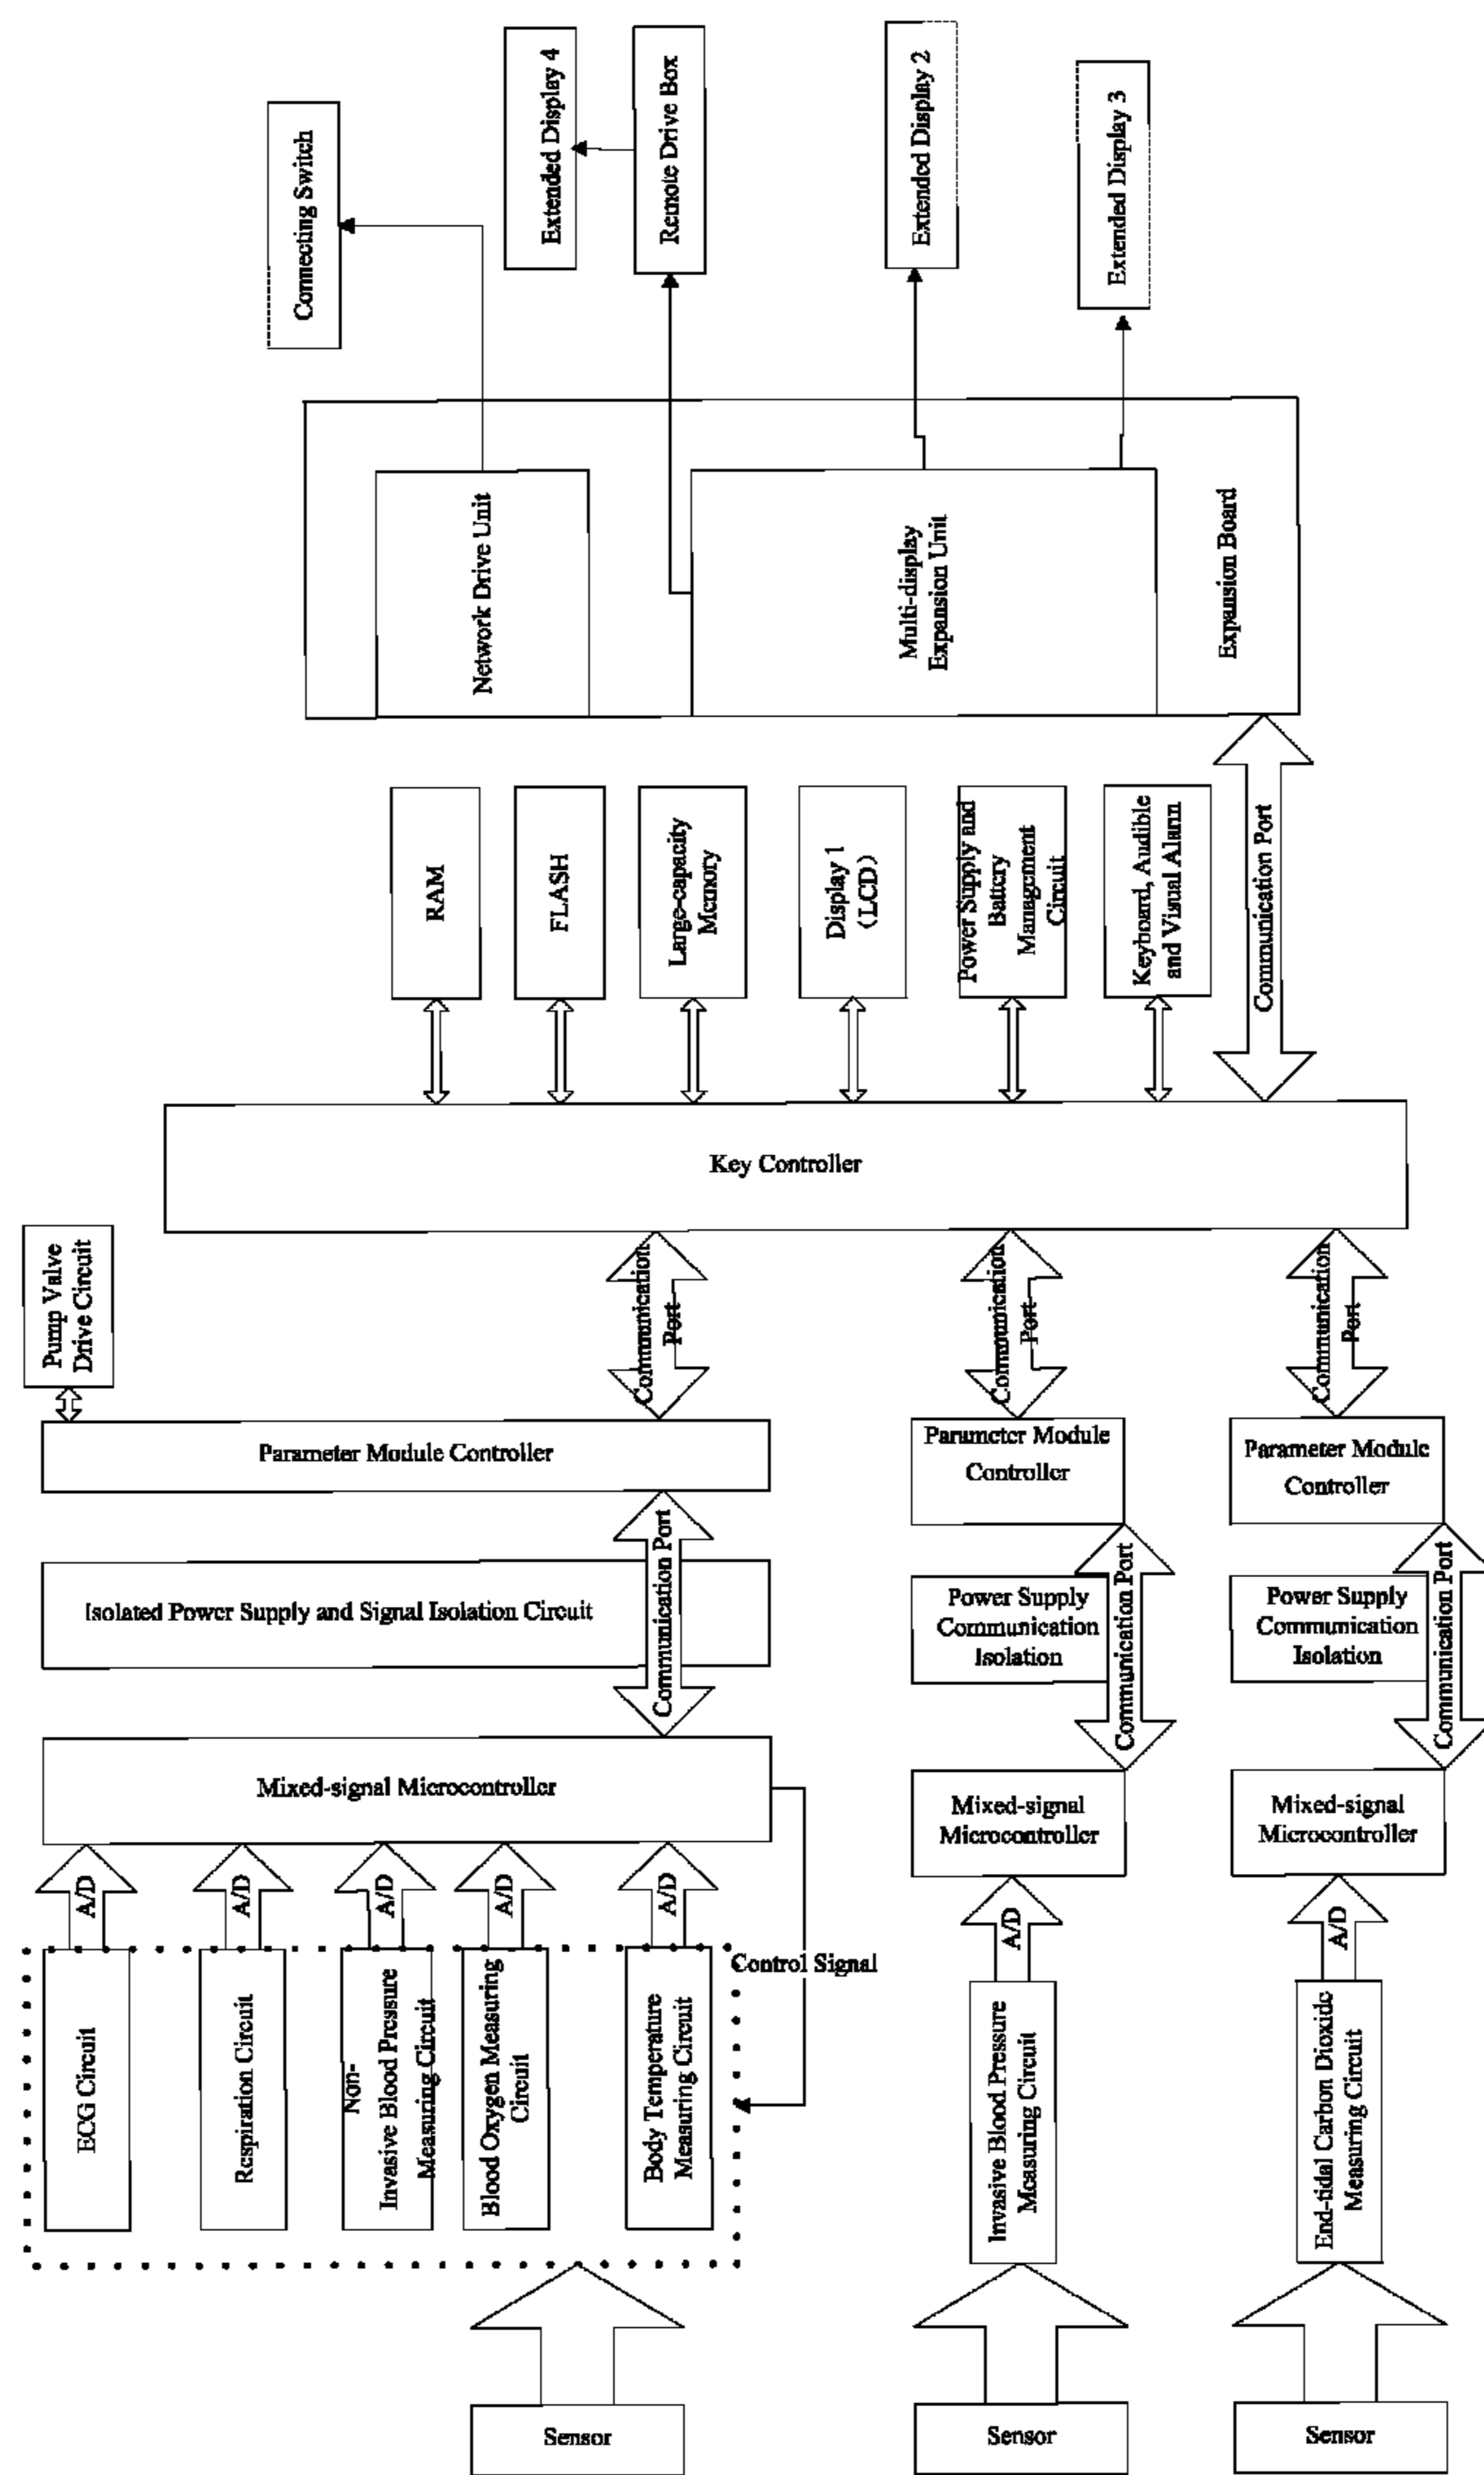 Connecting Switch
Extended Display 4
Remote Drive Box
Extended Display 2
Extended Display 3
Network Drive Unit
Multi-display
Expansion Unit
Expansion Board
RAM
FLASH
Large-capacity
Memory
Display 1
(LCD)
Power Supply and
Battery
Management
Circuit
Keyboard, Audible
and Visual Alarm
Communication Port
Key Controller
Pump Valve
Drive Circuit
Communication
Port
Communication
Port
Communication
Port
Parameter Module Controller
Parameter Module
Controller
Parameter Module
Controller
Isolated Power Supply and Signal Isolation Circuit
Communication Port
Power Supply
Communication
Isolation
Communication Port
Power Supply
Communication
Isolation
Communication Port
Mixed-signal Microcontroller
Mixed-signal
Microcontroller
Mixed-signal
Microcontroller
A/D
A/D
A/D
A/D
A/D
A/D
A/D
Control Signal
ECG Circuit
Respiration Circuit
Non-
Invasive Blood Pressure
Measuring Circuit
Blood Oxygen Measuring
Circuit
Body Temperature
Measuring Circuit
Invasive Blood Pressure
Measuring Circuit
End-tidal Carbon Dioxide
Measuring Circuit
Sensor
Sensor
Sensor